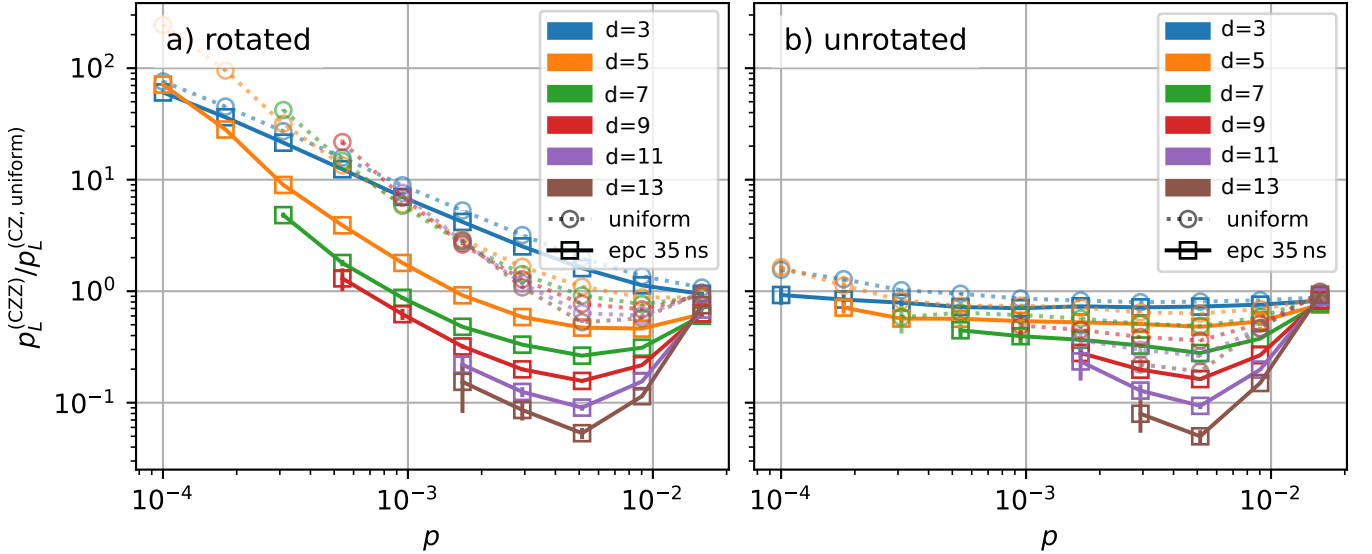 p_L^(CZZ)/p_L^(CZ, uniform)
10^2
10^1
10^0
10^−1
a) rotated
d=3
d=5
d=7
d=9
d=11
d=13
uniform
epc 35 ns
10^−4
10^−3
10^−2
p
b) unrotated
d=3
d=5
d=7
d=9
d=11
d=13
uniform
epc 35 ns
10^−4
10^−3
10^−2
p